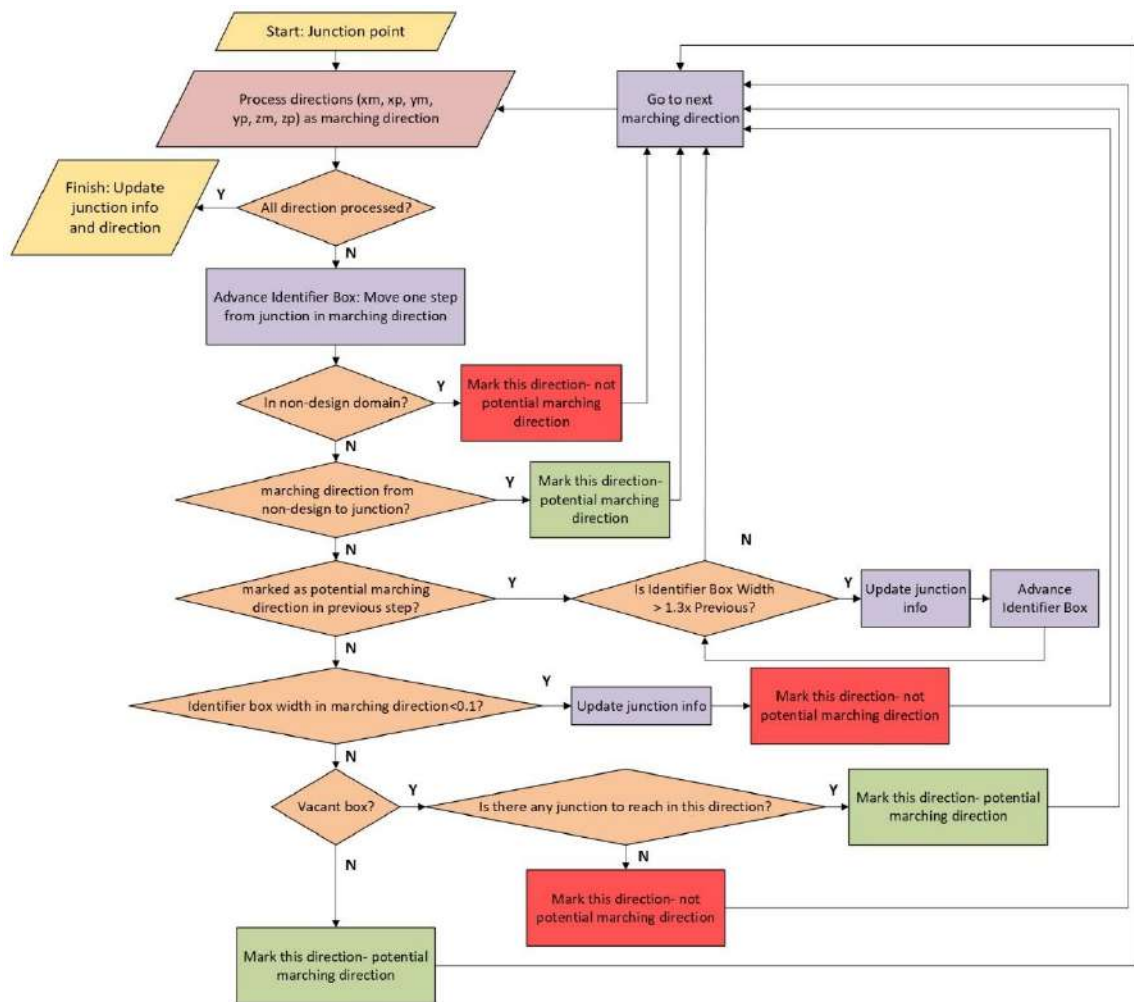 Start: Junction point
Process directions (xm, xp, ym,
yp, zm, zp) as marching direction
Go to next
marching direction
Finish: Update
junction info
and direction
Y
All direction processed?
N
Advance Identifier Box: Move one step
from junction in marching direction
In non-design domain?
Y
Mark this direction- not
potential marching
direction
N
marching direction from
non-design to junction?
Y
Mark this direction-
potential marching
direction
N
marked as potential marching
direction in previous step?
Y
N
Is Identifier Box Width
> 1.3x Previous?
Y
Update junction
info
Advance
Identifier Box
N
Identifier box width in marching direction<0.1?
Y
Update junction info
Mark this direction- not
potential marching direction
N
Vacant box?
Y
Is there any junction to reach in this direction?
Y
Mark this direction- potential
marching direction
N
N
Mark this direction- not
potential marching direction
Mark this direction- potential
marching direction